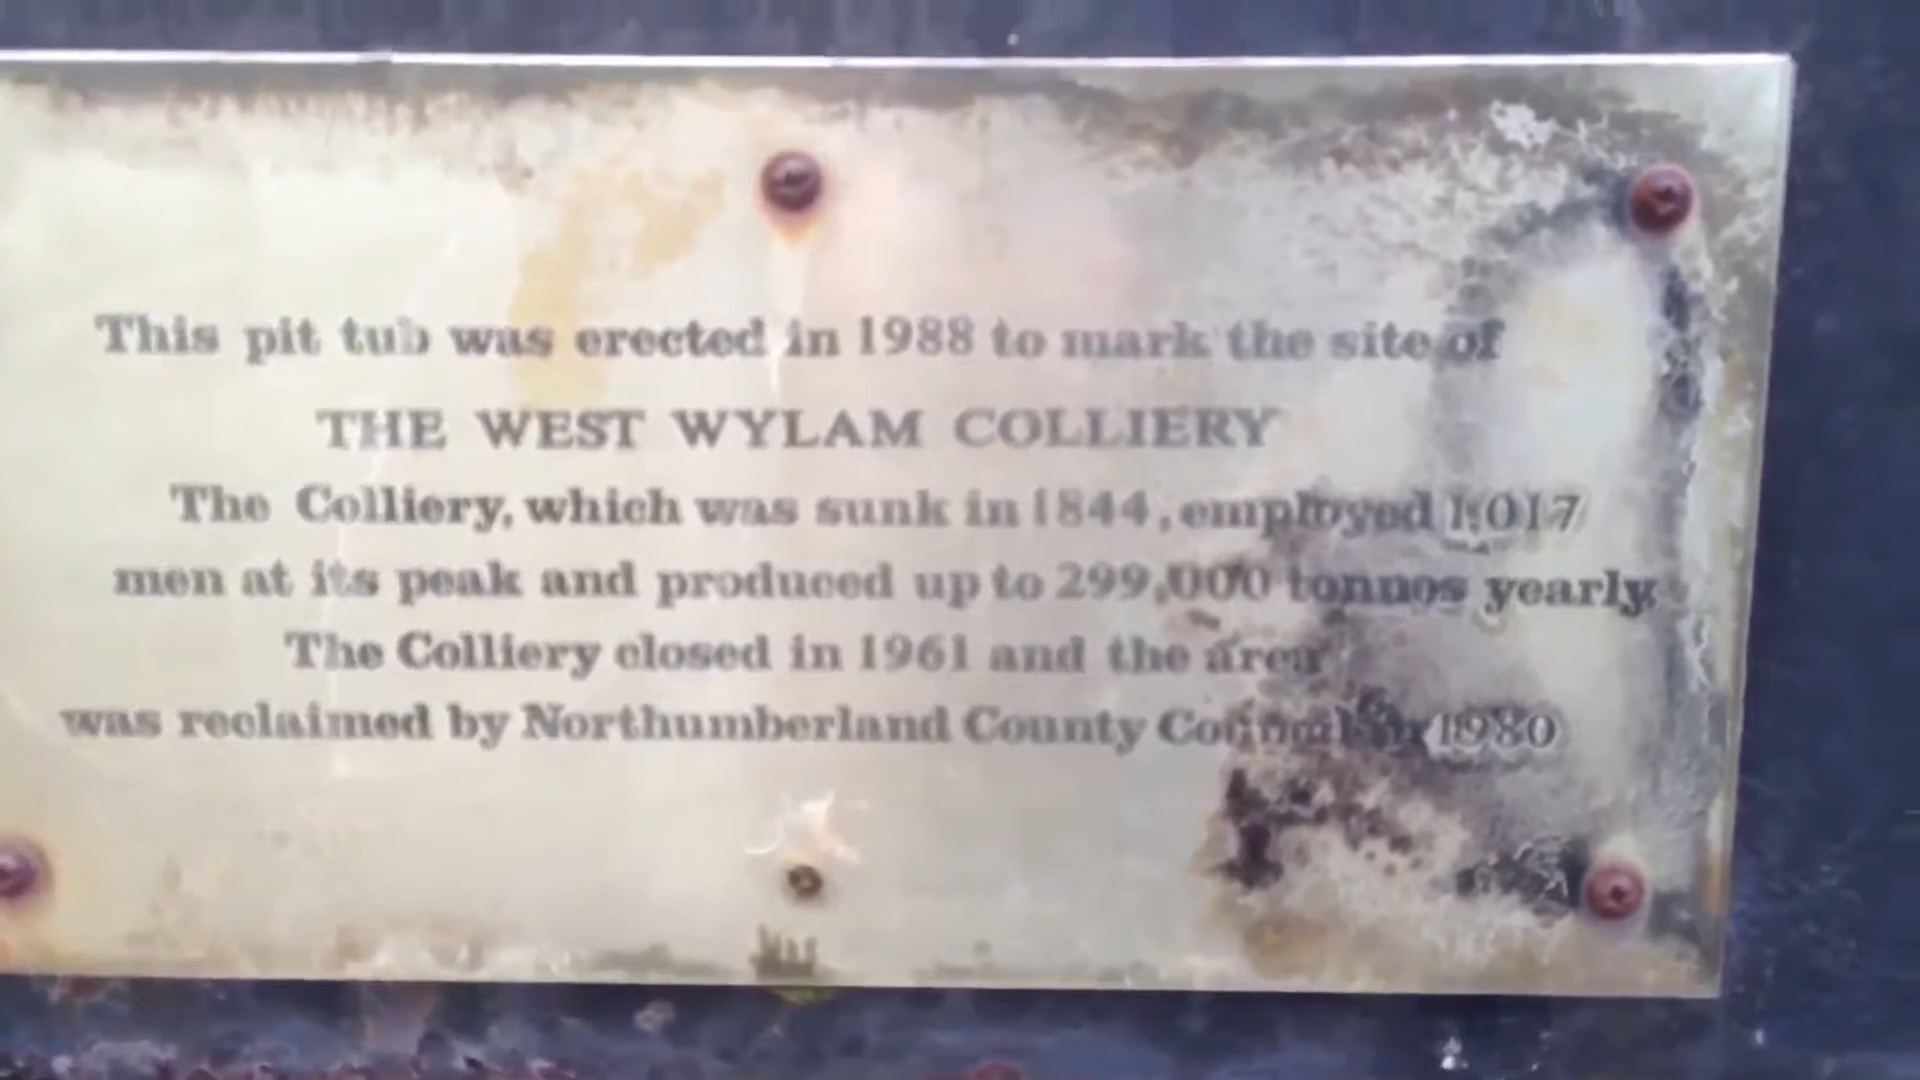 This pit tub was erected in 1988 to mark the site of
THE WEST WYLAM COLLIERY
The Colliery, which was sunk in 1844, employed 1,017
men at its peak and produced up to 299,000 tonnes yearly.
The Colliery closed in 1961 and the area
was reclaimed by Northumberland County Council in 1980